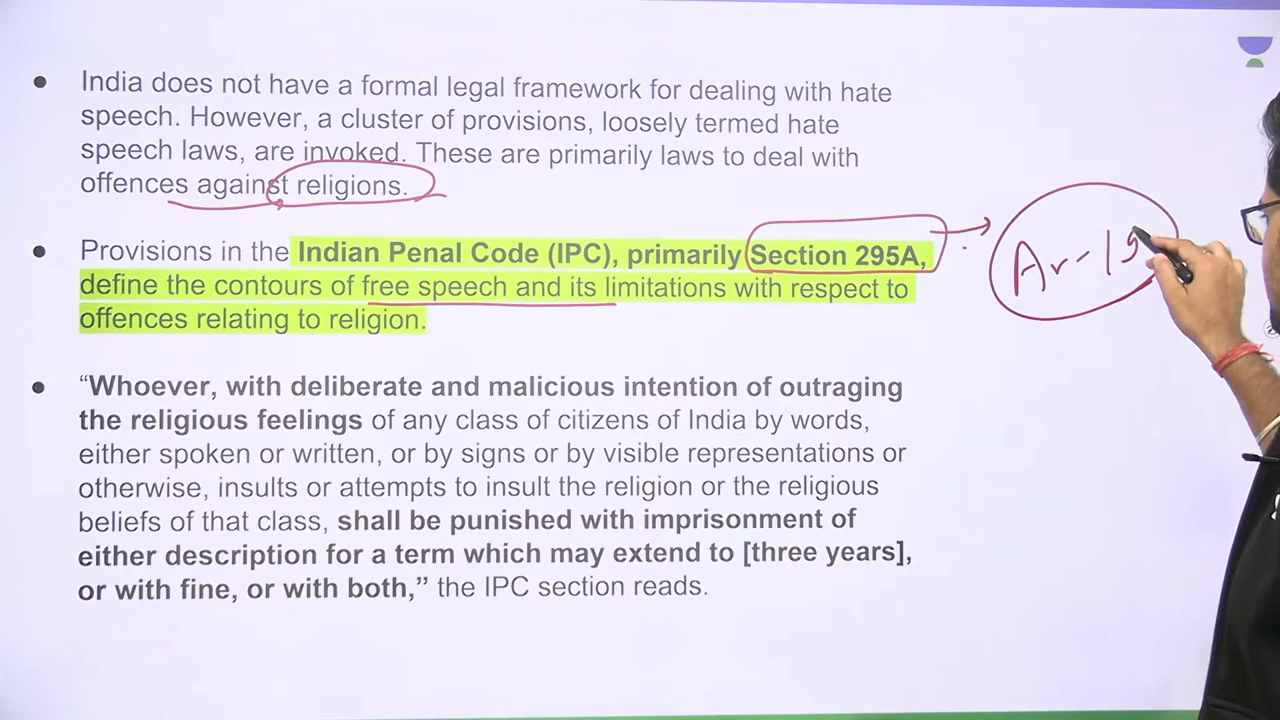 India does not have a formal legal framework for dealing with hate
speech. However, a cluster of provisions, loosely termed hate
speech laws, are invoked. These are primarily laws to deal with
offences against religions.
Provisions in the Indian Penal Code (IPC), primarily Section 295A,
define the contours of free speech and its limitations with respect to
offences relating to religion.
Ar-19
“Whoever, with deliberate and malicious intention of outraging
the religious feelings of any class of citizens of India by words,
either spoken or written, or by signs or by visible representations or
otherwise, insults or attempts to insult the religion or the religious
beliefs of that class, shall be punished with imprisonment of
either description for a term which may extend to [three years],
or with fine, or with both,” the IPC section reads.